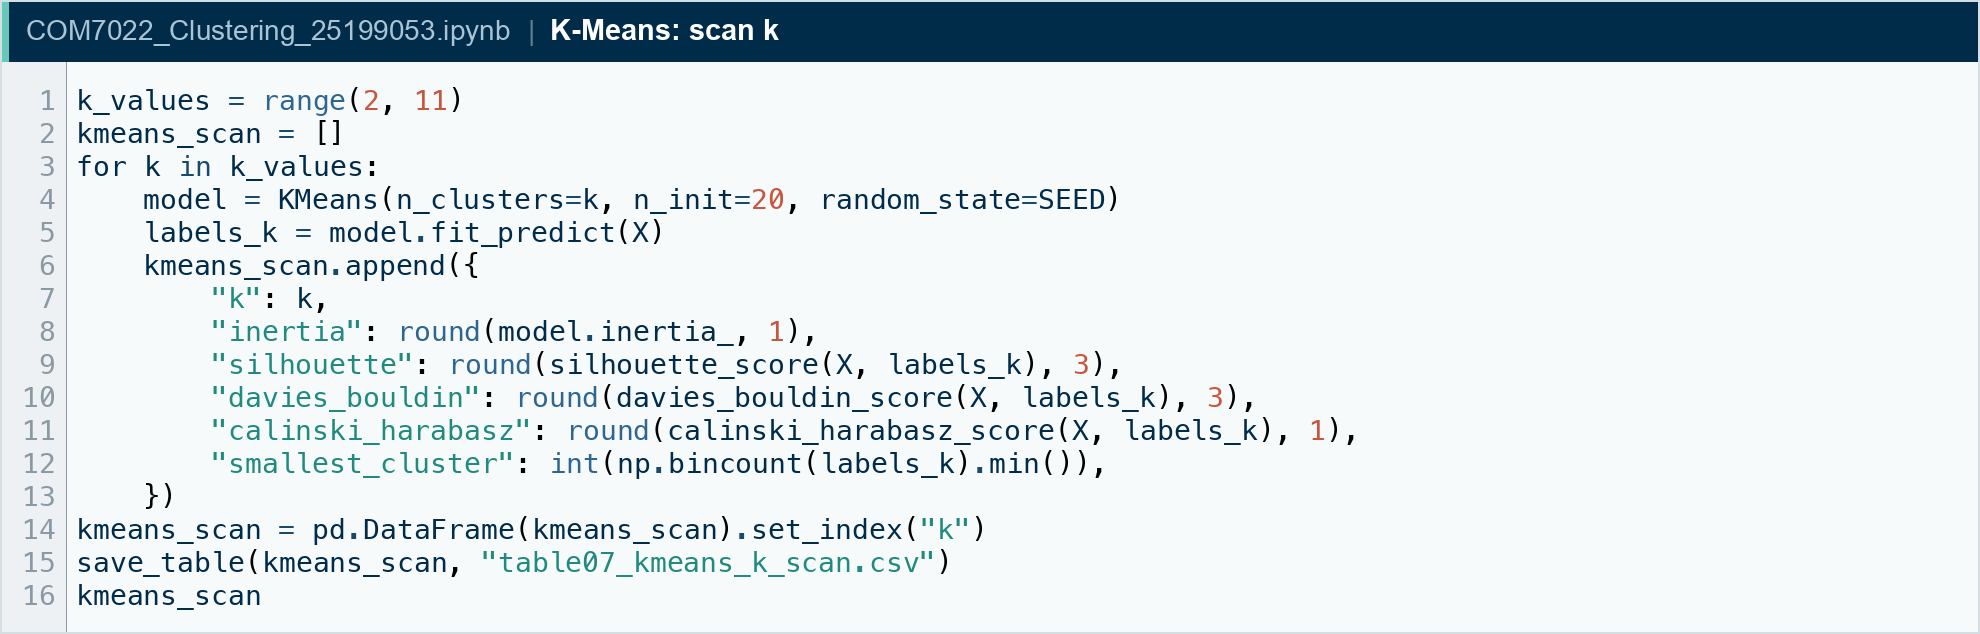 COM7022_Clustering_25199053.ipynb | K-Means: scan k
1 k_values = range(2, 11)
2 kmeans_scan = []
3 for k in k_values:
4     model = KMeans(n_clusters=k, n_init=20, random_state=SEED)
5     labels_k = model.fit_predict(X)
6     kmeans_scan.append({
7         "k": k,
8         "inertia": round(model.inertia_, 1),
9         "silhouette": round(silhouette_score(X, labels_k), 3),
10         "davies_bouldin": round(davies_bouldin_score(X, labels_k), 3),
11         "calinski_harabasz": round(calinski_harabasz_score(X, labels_k), 1),
12         "smallest_cluster": int(np.bincount(labels_k).min()),
13     })
14 kmeans_scan = pd.DataFrame(kmeans_scan).set_index("k")
15 save_table(kmeans_scan, "table07_kmeans_k_scan.csv")
16 kmeans_scan